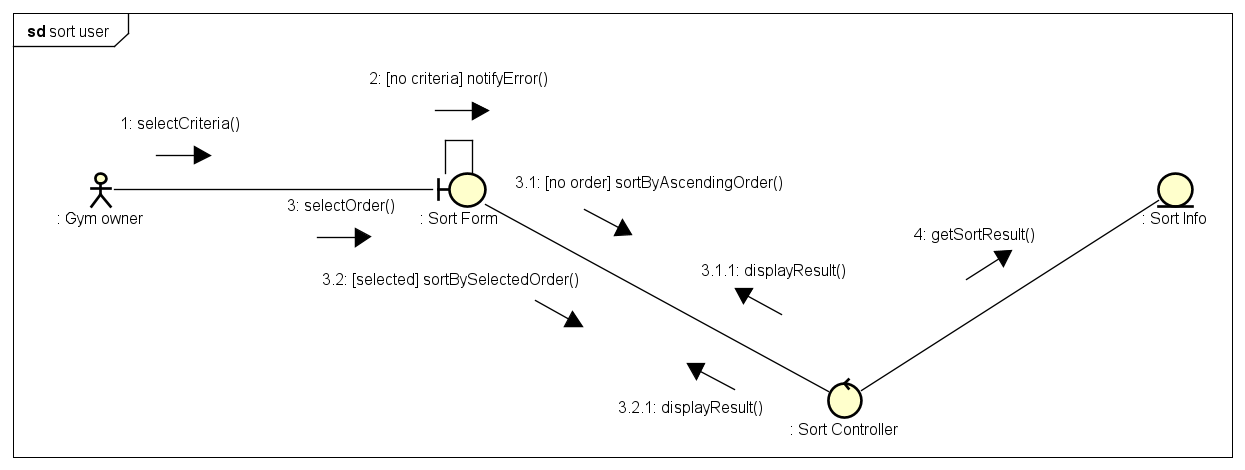 sd sort user
2: [no criteria] notifyError()
1: selectCriteria()
3.1: [no order] sortByAscendingOrder()
: Gym owner
3: selectOrder()
: Sort Form
: Sort Info
4: getSortResult()
3.2: [selected] sortBySelectedOrder()
3.1.1: displayResult()
3.2.1: displayResult()
: Sort Controller